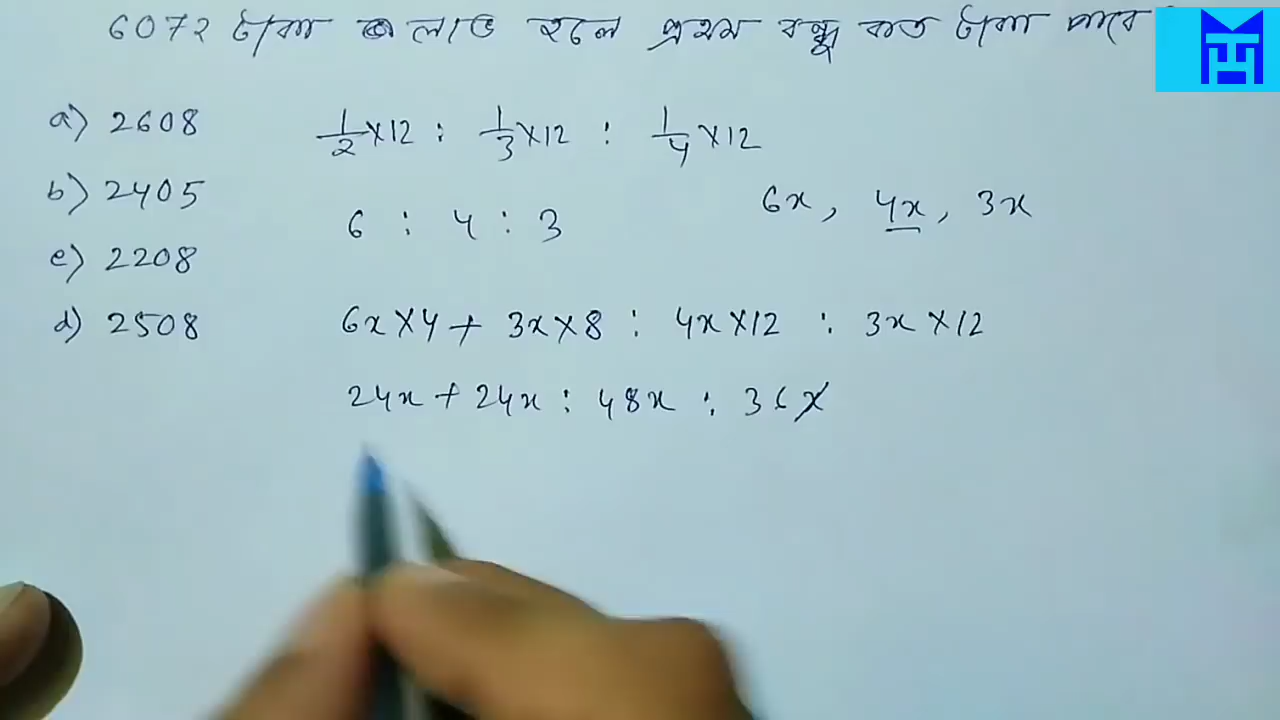 6072 টাকা লাভ হলে প্রথম বন্ধু কত টাকা পাবে
a) 2608
b) 2405
c) 2208
d) 2508
1/2 ×12 : 1/3 ×12 : 1/4 ×12
6 : 4 : 3
6x, 4x, 3x
6x×4 + 3x×8 : 4x×12 : 3x×12
24x + 24x : 48x : 36x